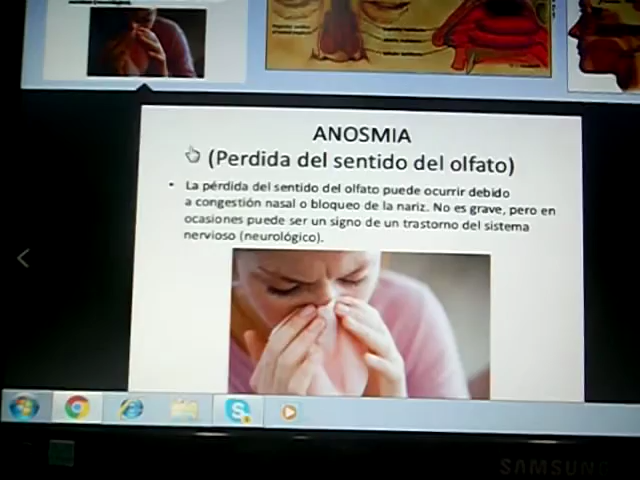 ANOSMIA
(Perdida del sentido del olfato)
• La pérdida del sentido del olfato puede ocurrir debido
a congestión nasal o bloqueo de la nariz. No es grave, pero en
ocasiones puede ser un signo de un trastorno del sistema
nervioso (neurológico).
SAMSUNG